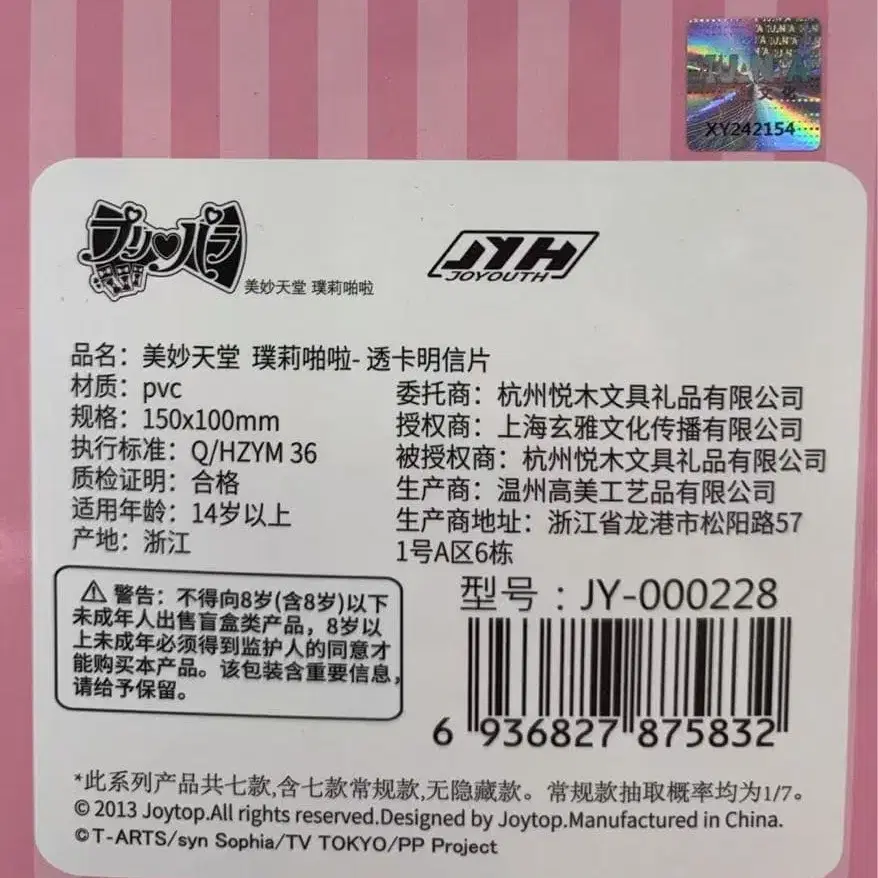 文化
XY242154
プリ♥パラ
美妙天堂 璞莉啪啦
JYH
JOYOUTH
品名：美妙天堂 璞莉啪啦-透卡明信片
材质：pvc
规格：150x100mm
执行标准：Q/HZYM 36
质检证明：合格
适用年龄：14岁以上
产地：浙江
委托商：杭州悦木文具礼品有限公司
授权商：上海玄雅文化传播有限公司
被授权商：杭州悦木文具礼品有限公司
生产商：温州高美工艺品有限公司
生产商地址：浙江省龙港市松阳路57
1号A区6栋
⚠警告：不得向8岁(含8岁)以下
未成年人出售盲盒类产品，8岁以
上未成年必须得到监护人的同意才
能购买本产品。该包装含重要信息，
请给予保留。
型号：JY-000228
6 936827 875832
*此系列产品共七款,含七款常规款,无隐藏款。常规款抽取概率均为1/7。
© 2013 Joytop.All rights reserved.Designed by Joytop.Manufactured in China.
©T-ARTS/syn Sophia/TV TOKYO/PP Project